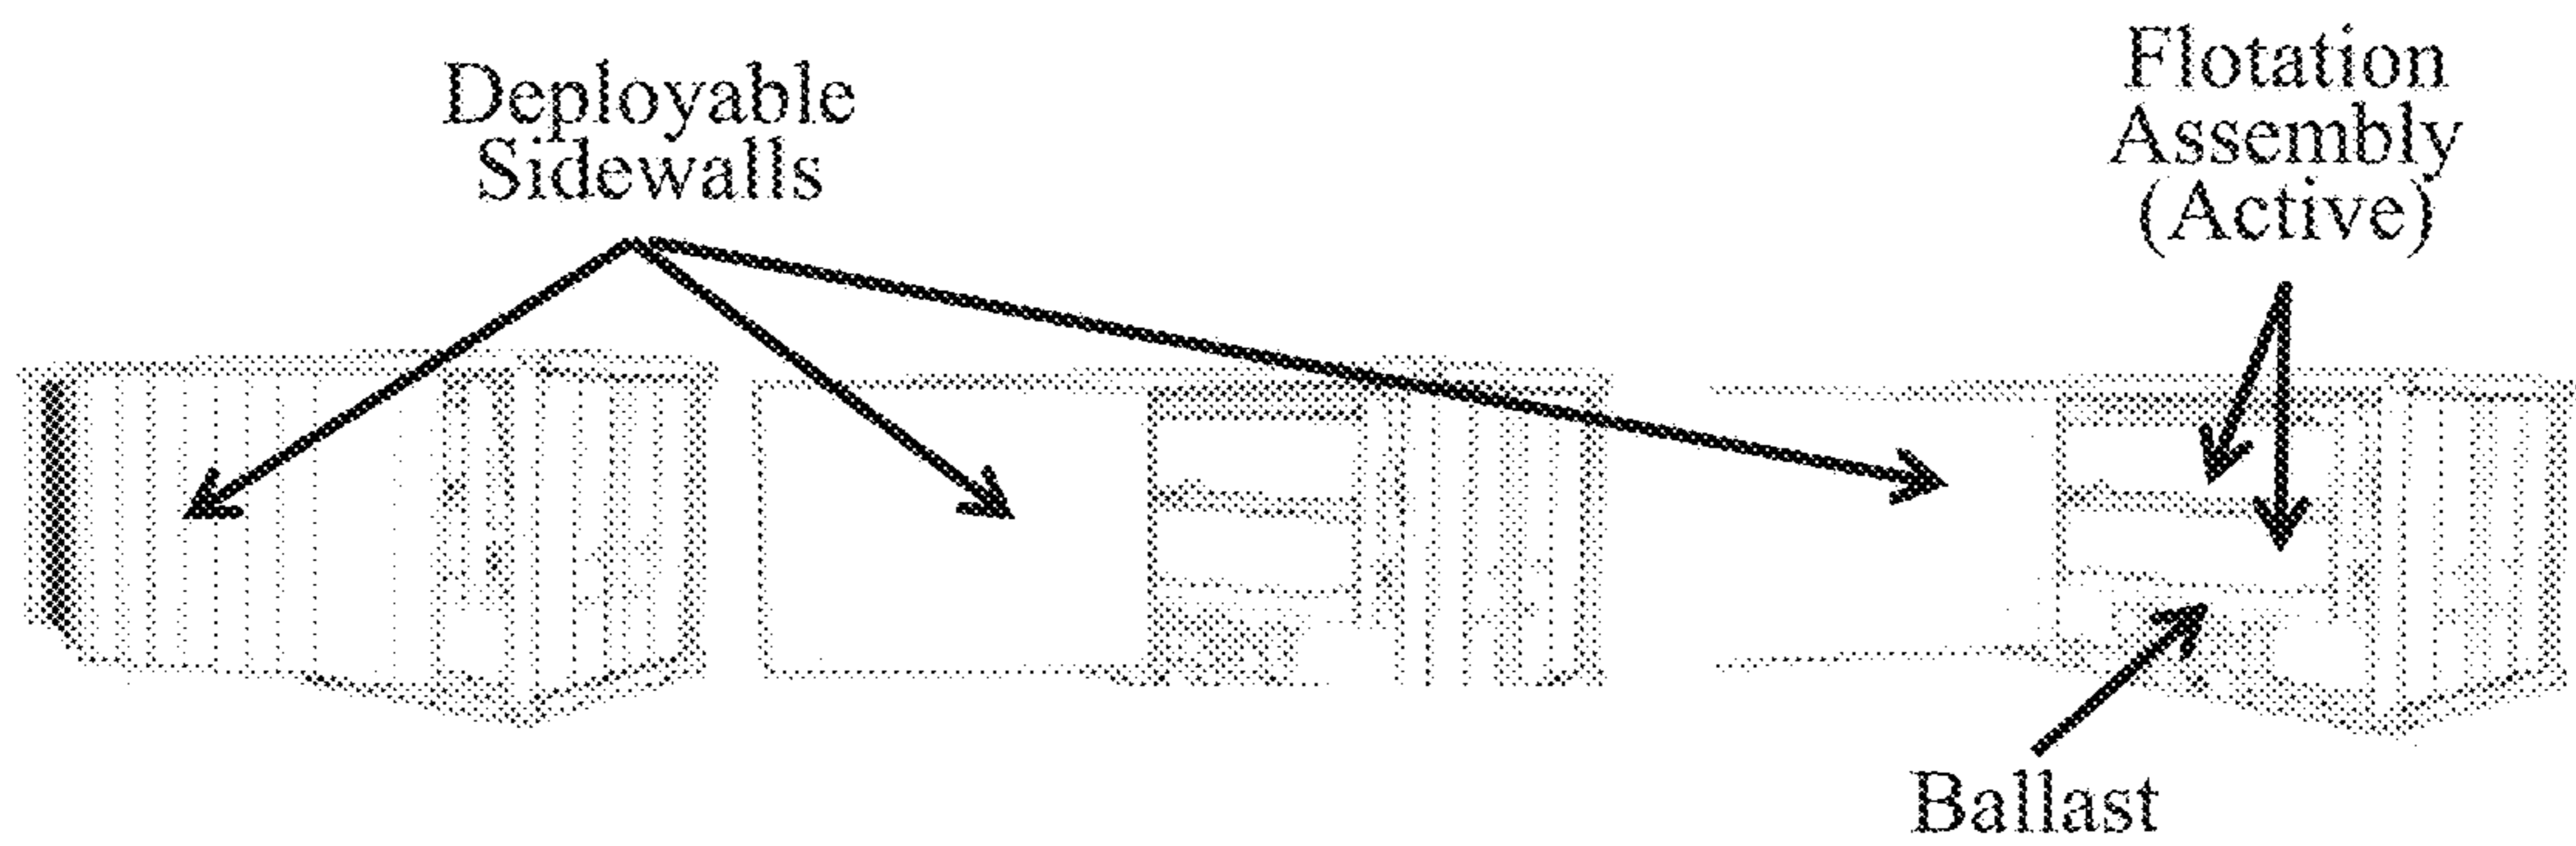 Deployable
Sidewalls
Flotation
Assembly
(Active)
Ballast